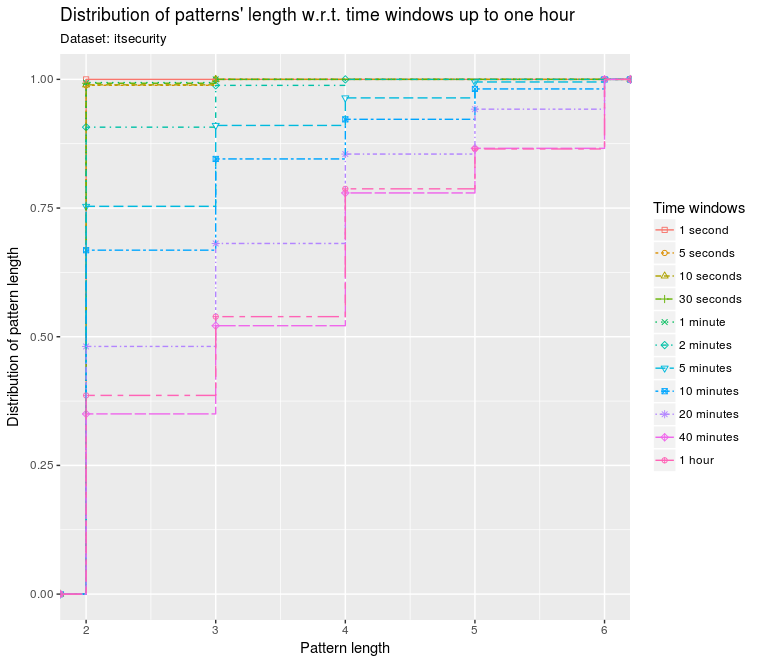 Distribution of patterns' length w.r.t. time windows up to one hour
Dataset: itsecurity
Distribution of pattern length
1.00
0.75
0.50
0.25
0.00
2 3 4 5 6
Pattern length
Time windows
1 second
5 seconds
10 seconds
30 seconds
1 minute
2 minutes
5 minutes
10 minutes
20 minutes
40 minutes
1 hour